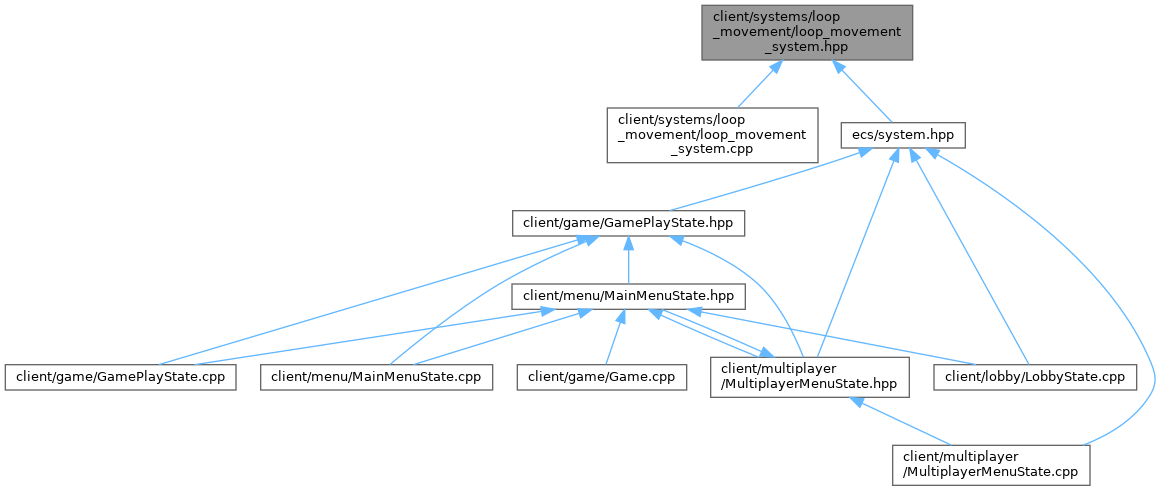 client/systems/loop
_movement/loop_movement
_system.hpp
client/systems/loop
_movement/loop_movement
_system.cpp
ecs/system.hpp
client/game/GamePlayState.hpp
client/menu/MainMenuState.hpp
client/game/GamePlayState.cpp
client/menu/MainMenuState.cpp
client/game/Game.cpp
client/multiplayer
/MultiplayerMenuState.hpp
client/lobby/LobbyState.cpp
client/multiplayer
/MultiplayerMenuState.cpp